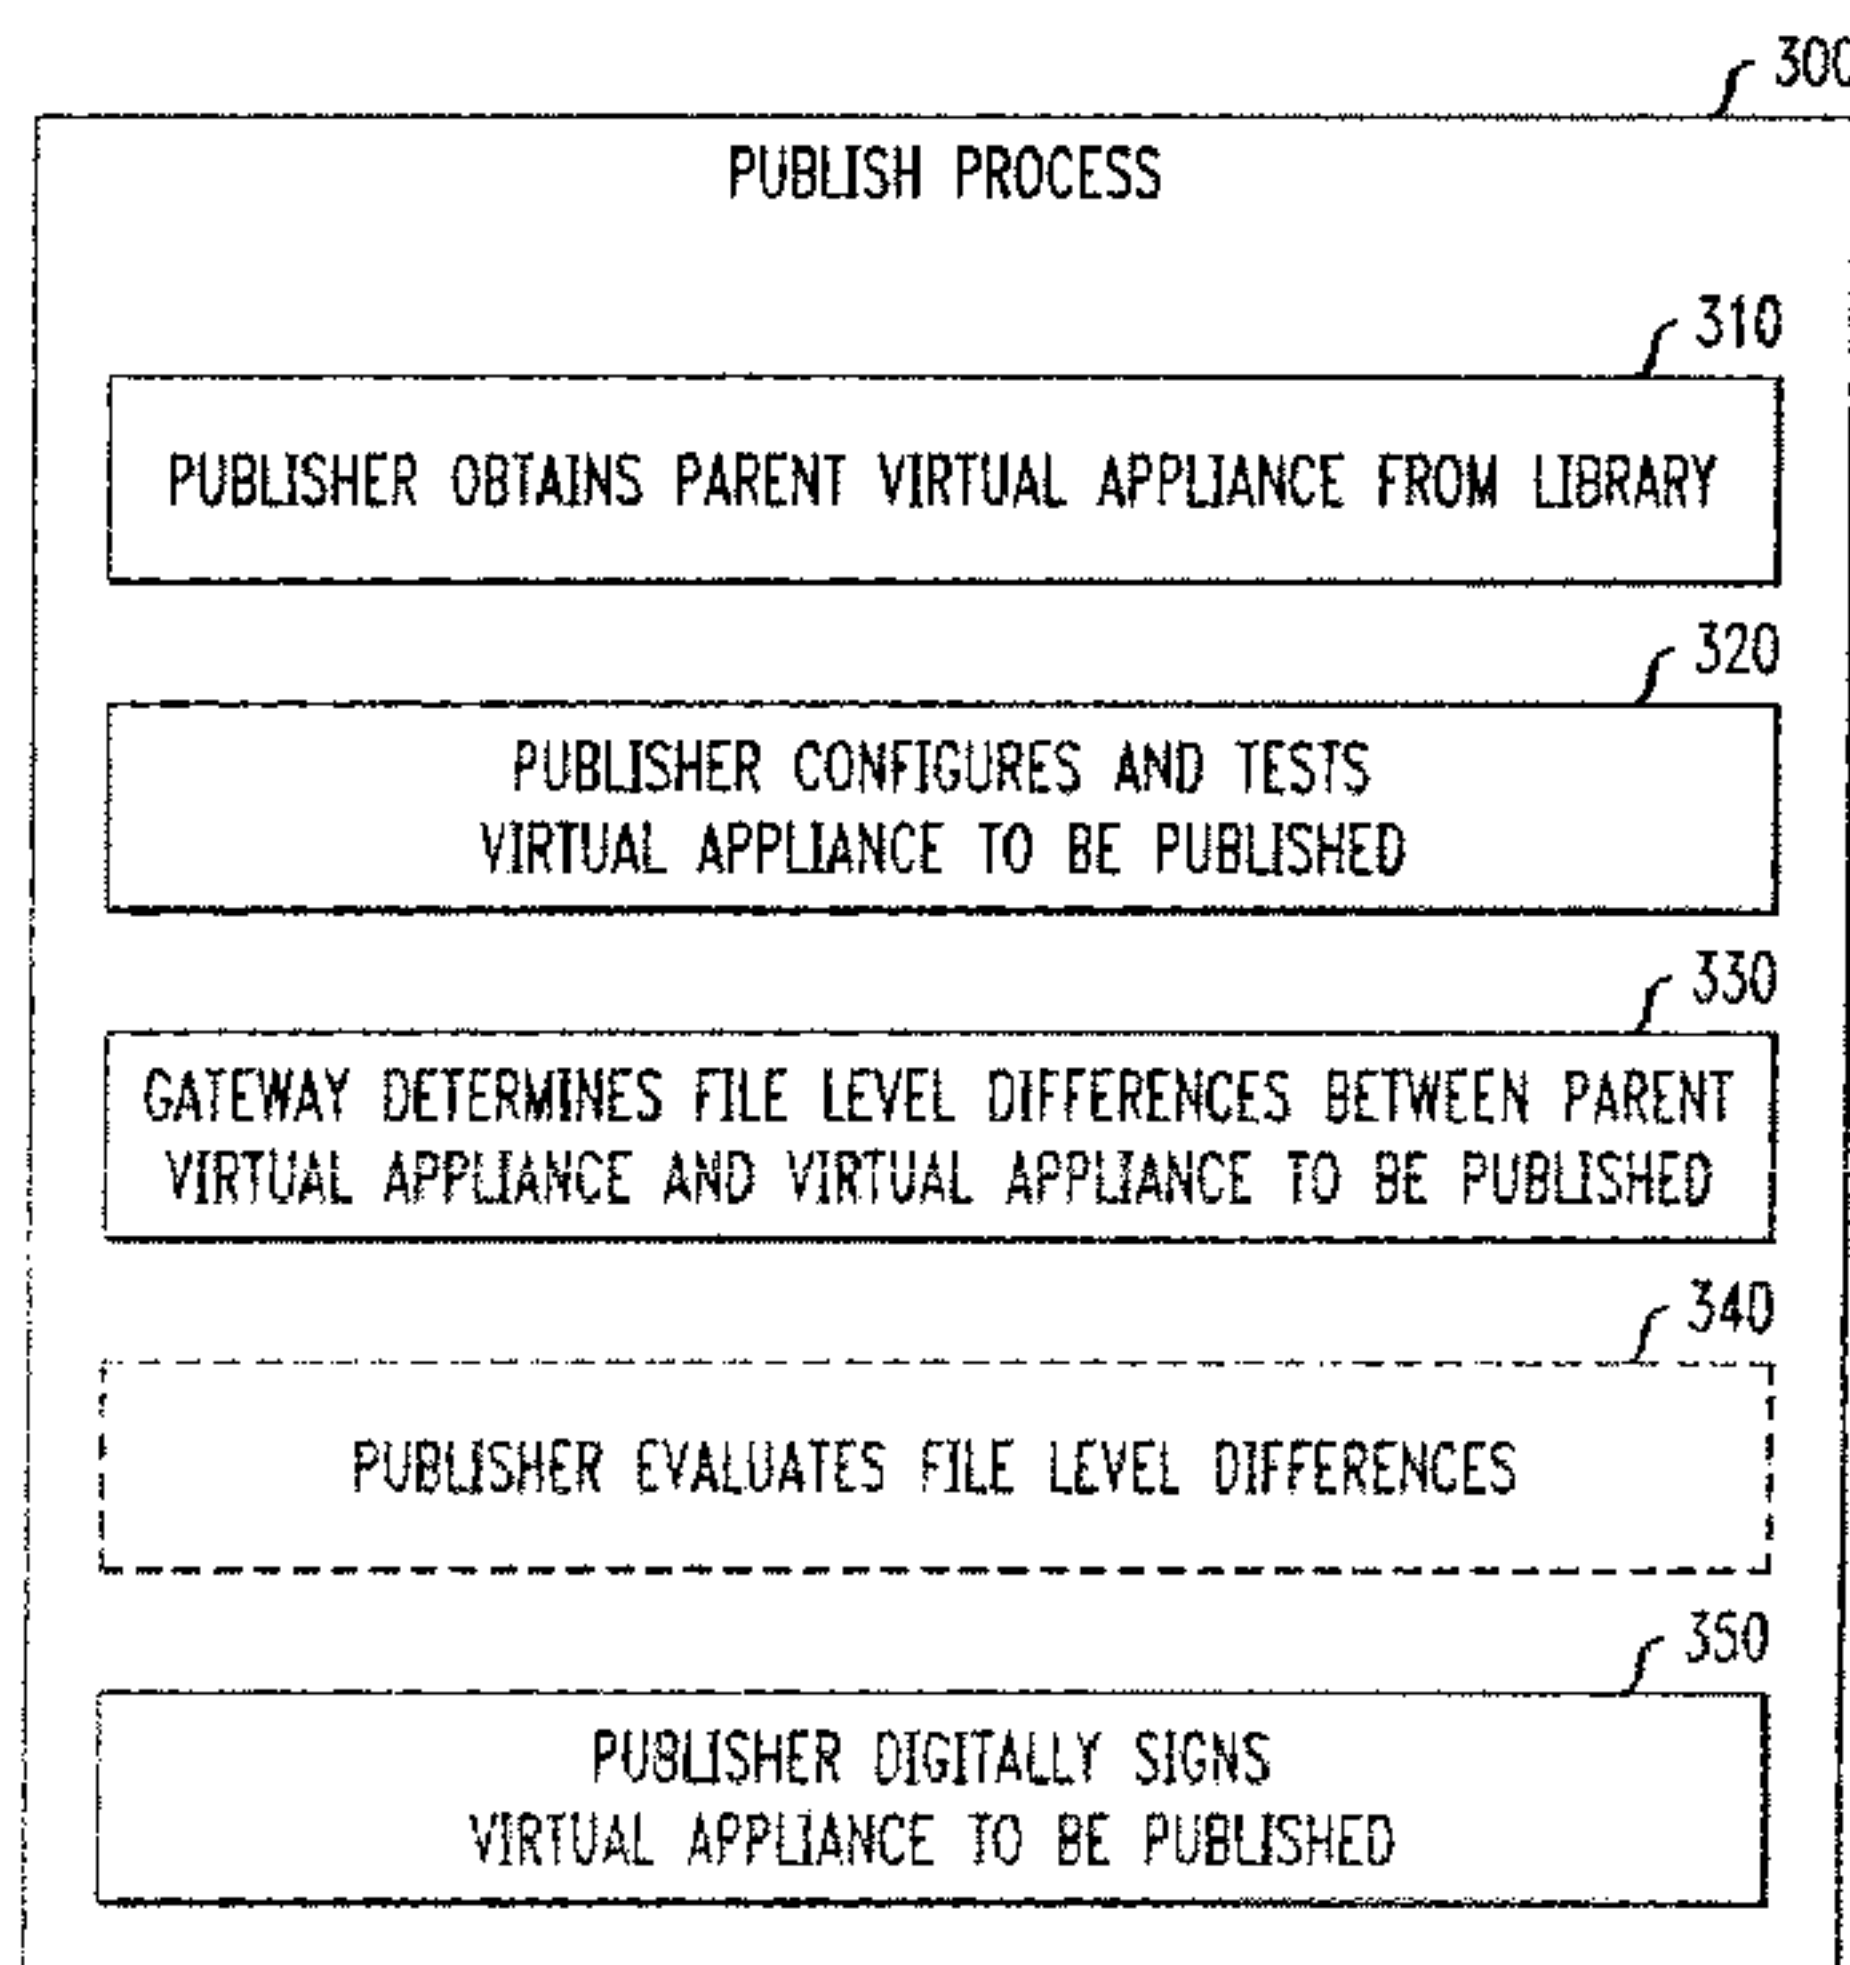 300
PUBLISH PROCESS
310
PUBLISHER OBTAINS PARENT VIRTUAL APPLIANCE FROM LIBRARY
320
PUBLISHER CONFIGURES AND TESTS
VIRTUAL APPLIANCE TO BE PUBLISHED
330
GATEWAY DETERMINES FILE LEVEL DIFFERENCES BETWEEN PARENT
VIRTUAL APPLIANCE AND VIRTUAL APPLIANCE TO BE PUBLISHED
340
PUBLISHER EVALUATES FILE LEVEL DIFFERENCES
350
PUBLISHER DIGITALLY SIGNS
VIRTUAL APPLIANCE TO BE PUBLISHED